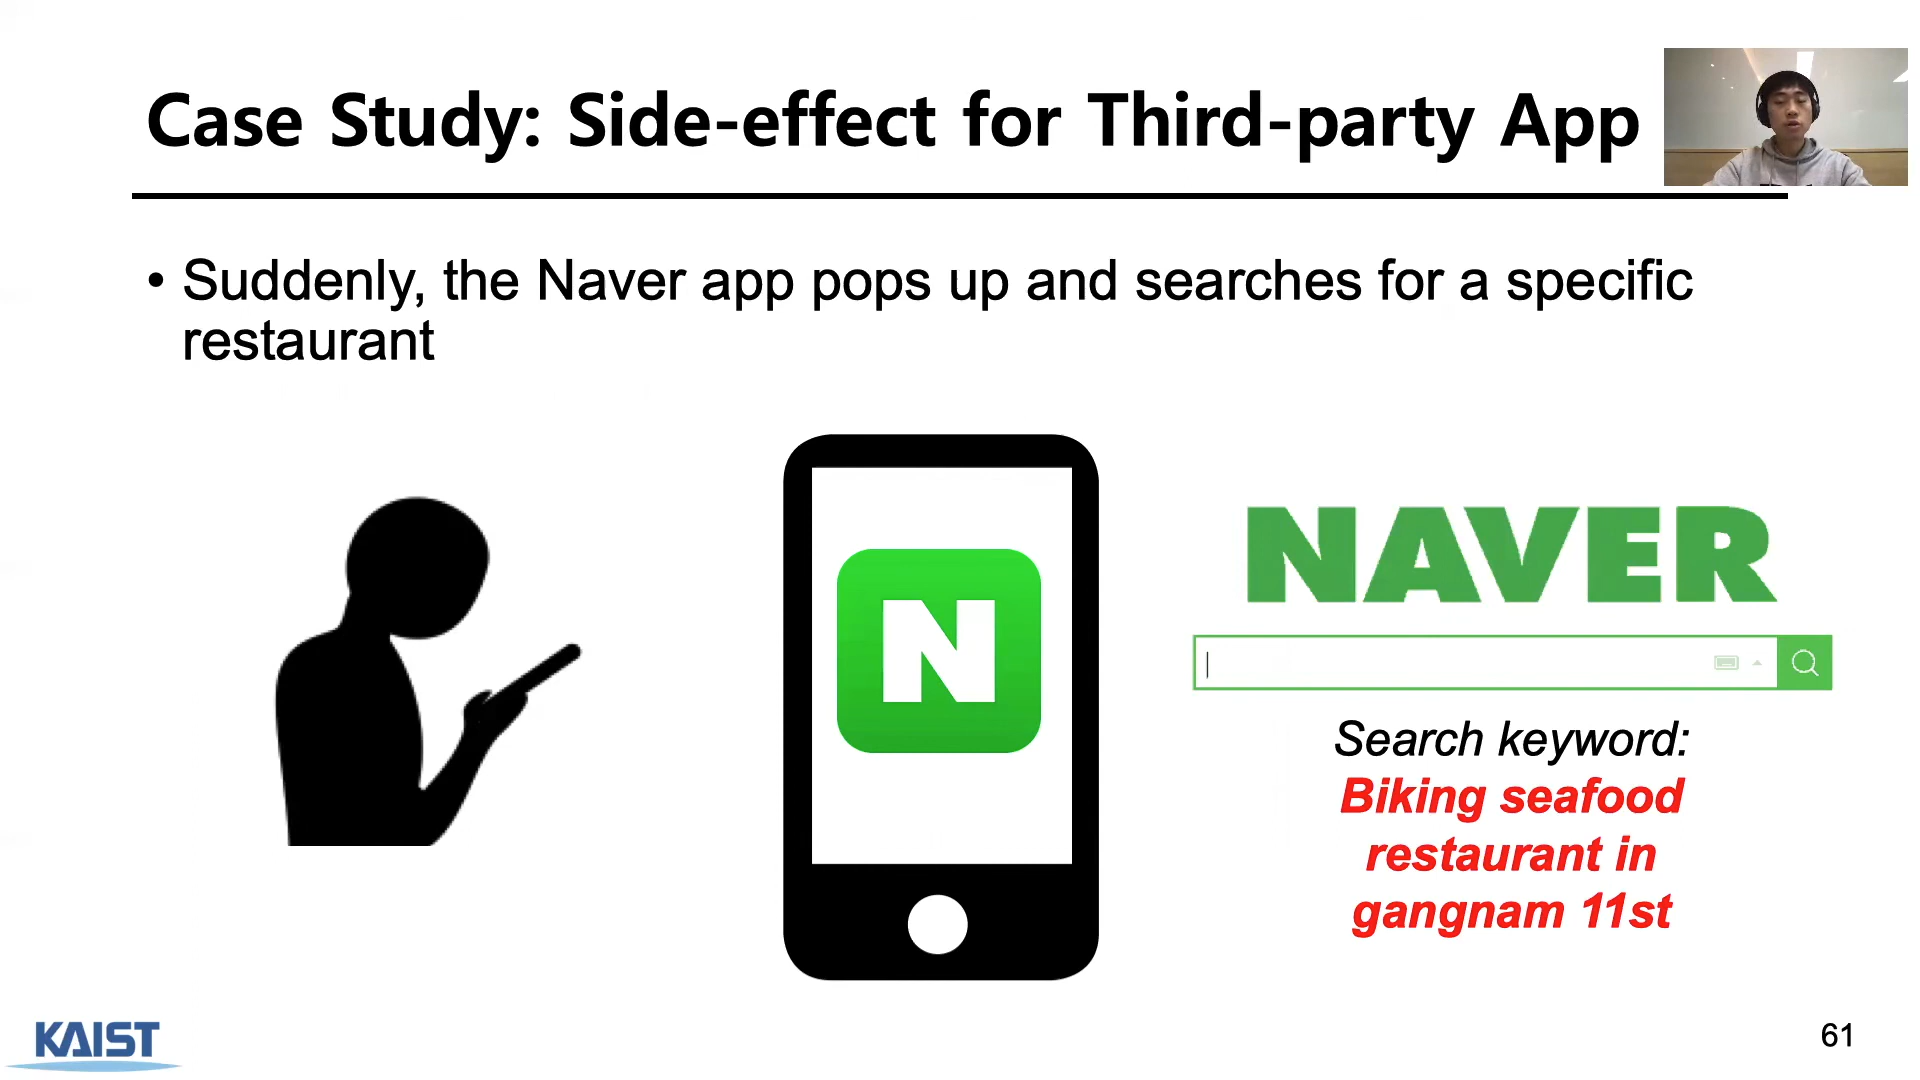 Case Study: Side-effect for Third-party App
• Suddenly, the Naver app pops up and searches for a specific
restaurant
N
NAVER
Search keyword:
Biking seafood
restaurant in
gangnam 11st
KAIST
61